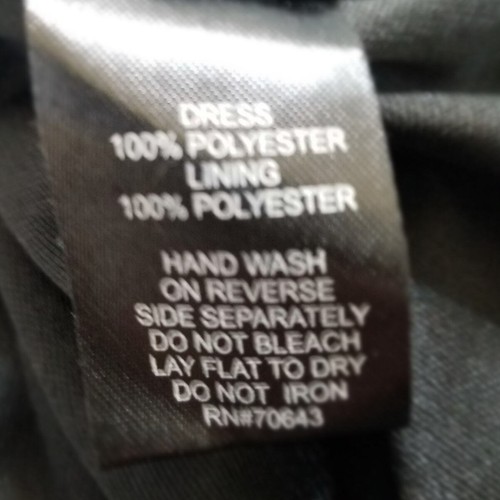 DRESS
100% POLYESTER
LINING
100% POLYESTER
HAND WASH
ON REVERSE
SIDE SEPARATELY
DO NOT BLEACH
LAY FLAT TO DRY
DO NOT IRON
RN#70643